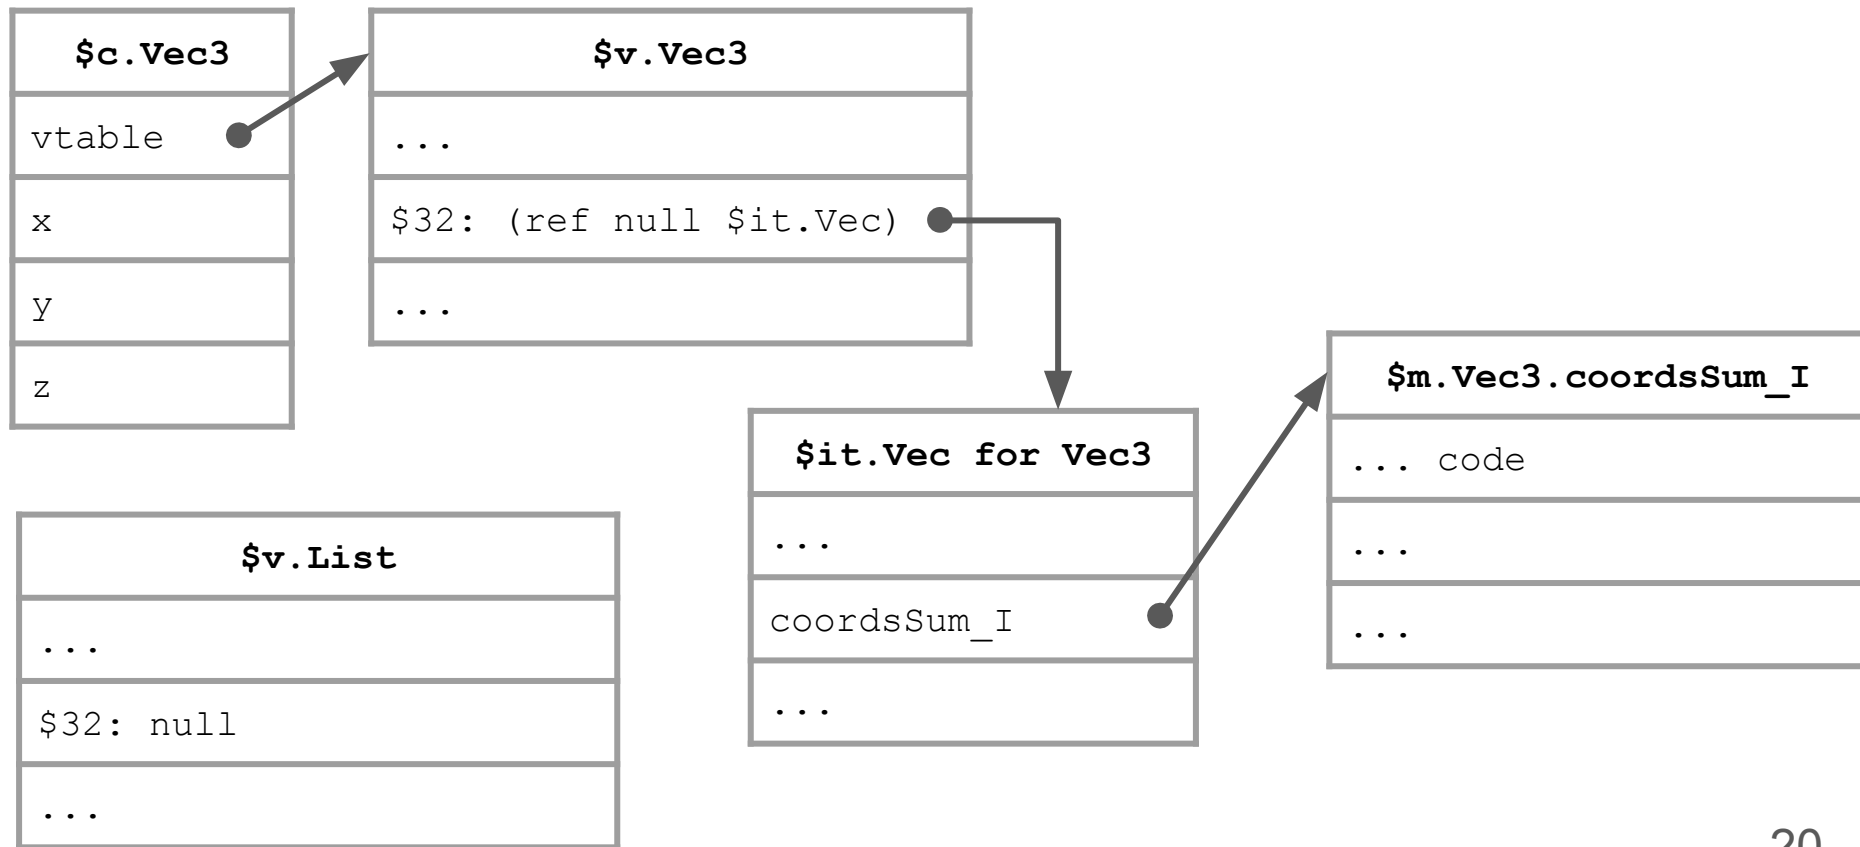 $c.Vec3
vtable
x
y
z
$v.Vec3
...
$32: (ref null $it.Vec)
...
$it.Vec for Vec3
...
coordsSum_I
...
$m.Vec3.coordsSum_I
... code
...
...
$v.List
...
$32: null
...
20